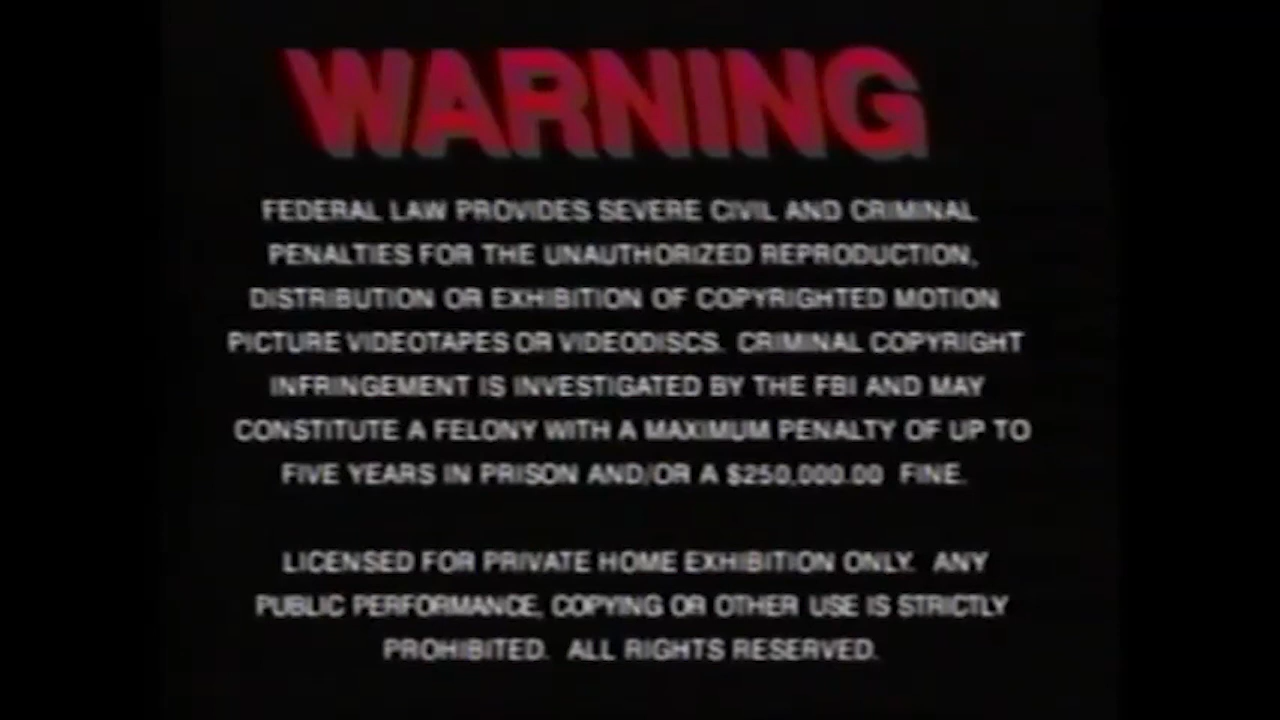 WARNING
FEDERAL LAW PROVIDES SEVERE CIVIL AND CRIMINAL
PENALTIES FOR THE UNAUTHORIZED REPRODUCTION,
DISTRIBUTION OR EXHIBITION OF COPYRIGHTED MOTION
PICTURE VIDEOTAPES OR VIDEODISCS. CRIMINAL COPYRIGHT
INFRINGEMENT IS INVESTIGATED BY THE FBI AND MAY
CONSTITUTE A FELONY WITH A MAXIMUM PENALTY OF UP TO
FIVE YEARS IN PRISON AND/OR A $250,000.00 FINE.
LICENSED FOR PRIVATE HOME EXHIBITION ONLY. ANY
PUBLIC PERFORMANCE, COPYING OR OTHER USE IS STRICTLY
PROHIBITED. ALL RIGHTS RESERVED.